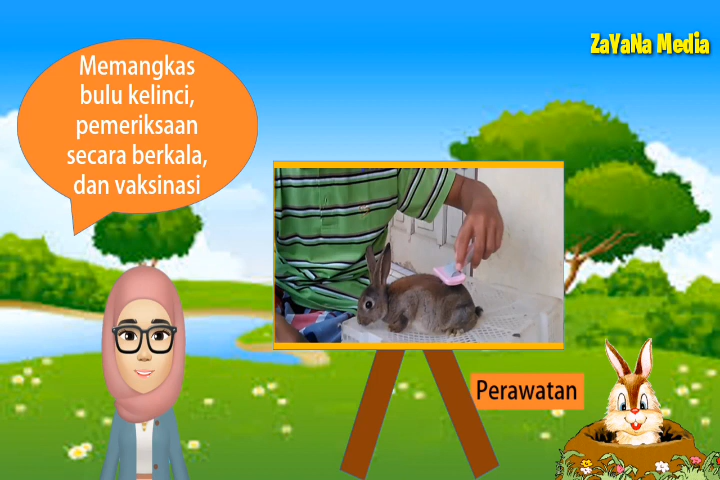 ZaYaNa Media
Memangkas
bulu kelinci,
pemeriksaan
secara berkala,
dan vaksinasi
Perawatan